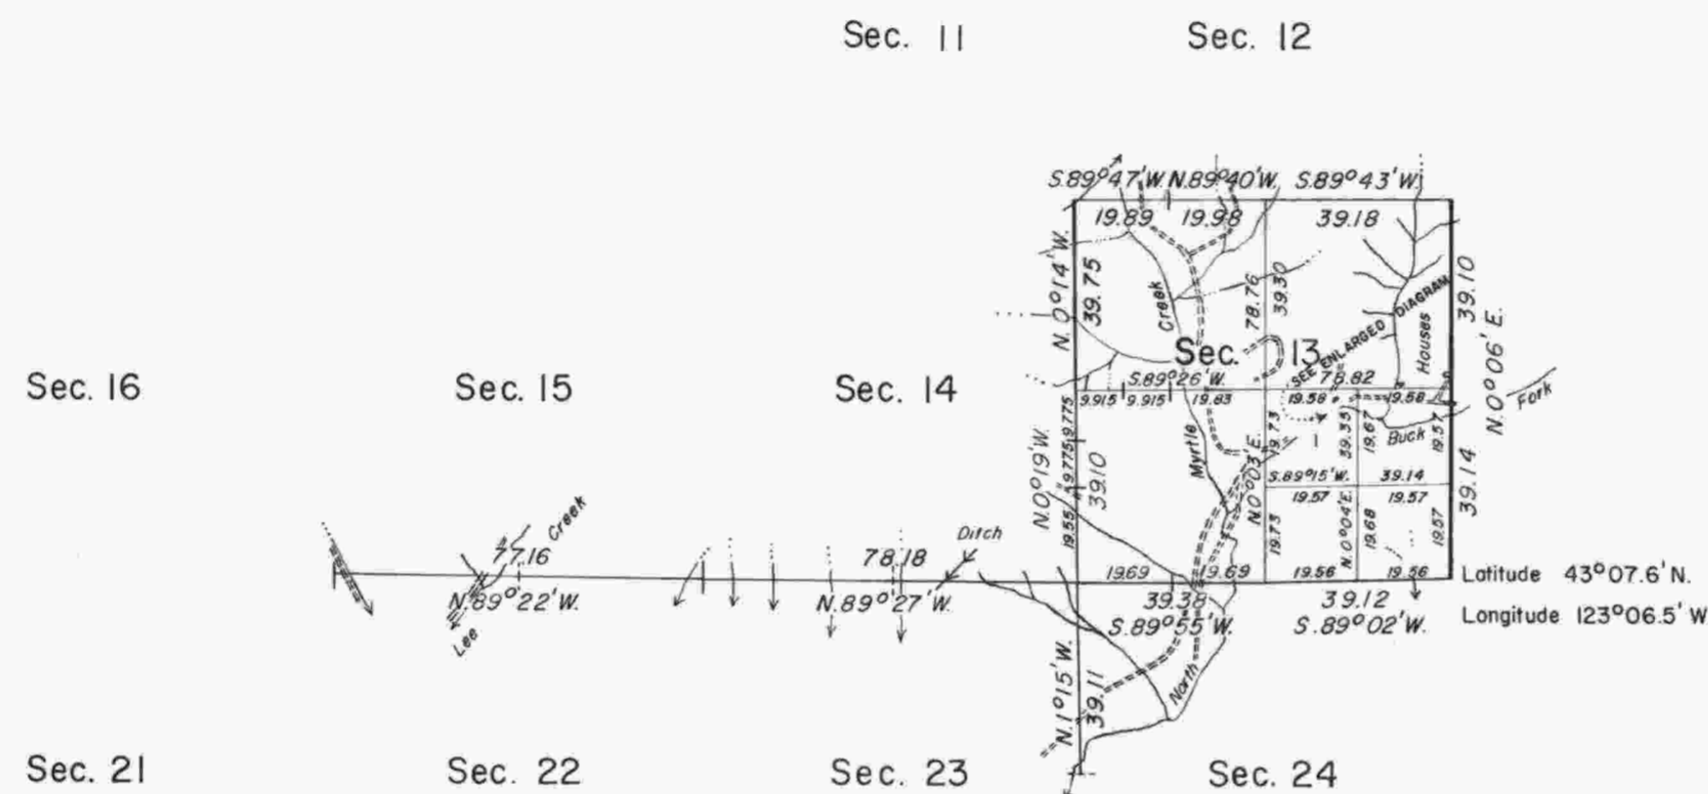 Sec. 11 Sec. 12
S.89°47'W. N.89°40'W. S.89°43'W.
19.89 19.98 39.18
N.0°14'W. 39.75
Creek
78.76 39.30
39.10
N.0°06'E.
SEE ENLARGED DIAGRAM
Houses
Sec. 13
Sec. 16 Sec. 15 Sec. 14
S.89°26'W. 78.82
9.915 9.915 19.83 19.58 19.58
Fork
9.775 9.775 19.55
N.0°19'W. 39.10
Myrtle
N.0°03'E.
19.73 39.35 19.67 Buck 19.57
1
S.89°15'W. 39.14
39.14
19.57 19.57
19.73 N.0°04'E. 19.68 19.57
Creek
Ditch
77.16 78.18
19.69 19.69 19.56 19.56
Latitude 43°07.6'N.
N.89°22'W. N.89°27'W. 39.38 39.12
S.89°55'W. S.89°02'W.
Longitude 123°06.5'W
Lee
N.1°15'W. 39.11
North
Sec. 21 Sec. 22 Sec. 23 Sec. 24